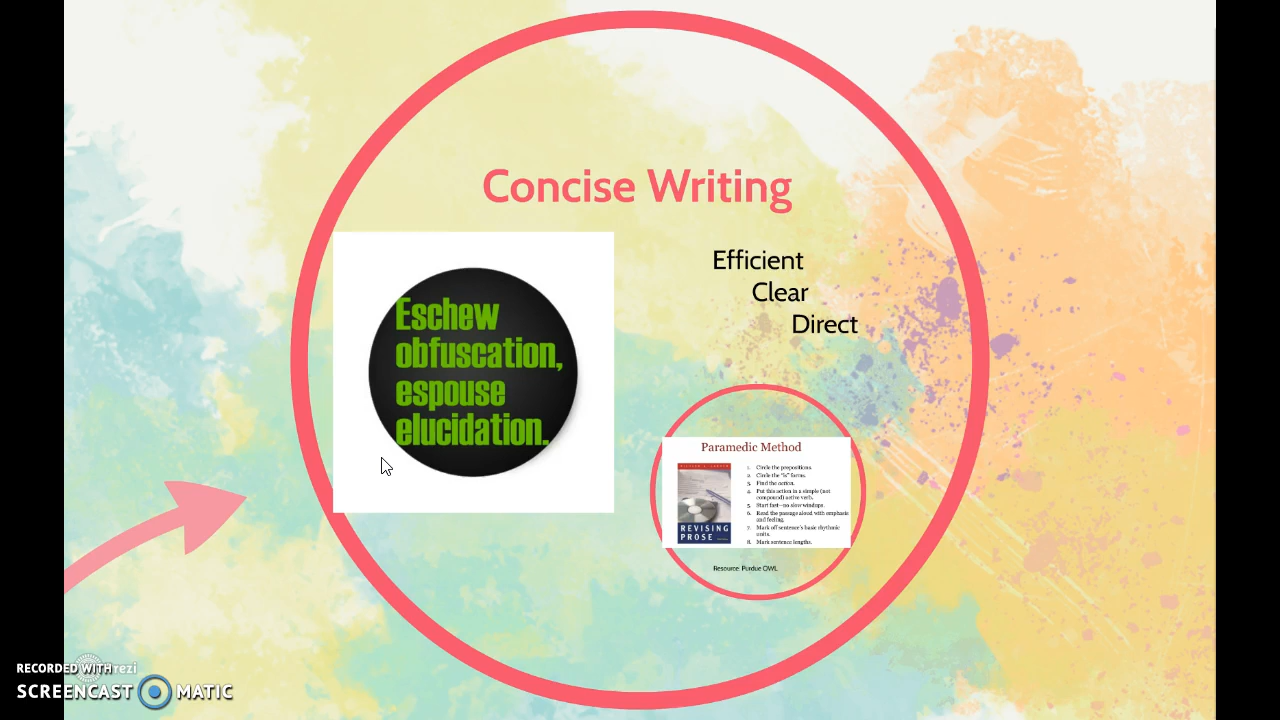 Concise Writing
Efficient
Clear
Direct
Eschew
obfuscation,
espouse
elucidation.
Paramedic Method
1. Circle the prepositions.
2. Circle the "is" forms.
3. Find the action.
4. Put this action in a simple (not
compound) active verb.
5. Start fast—no slow windups.
6. Read the passage aloud with emphasis
and feeling.
7. Mark off sentence's basic rhythmic
units.
8. Mark sentence lengths.
REVISING
PROSE
Resource: Purdue OWL
RECORDED WITH
SCREENCAST MATIC